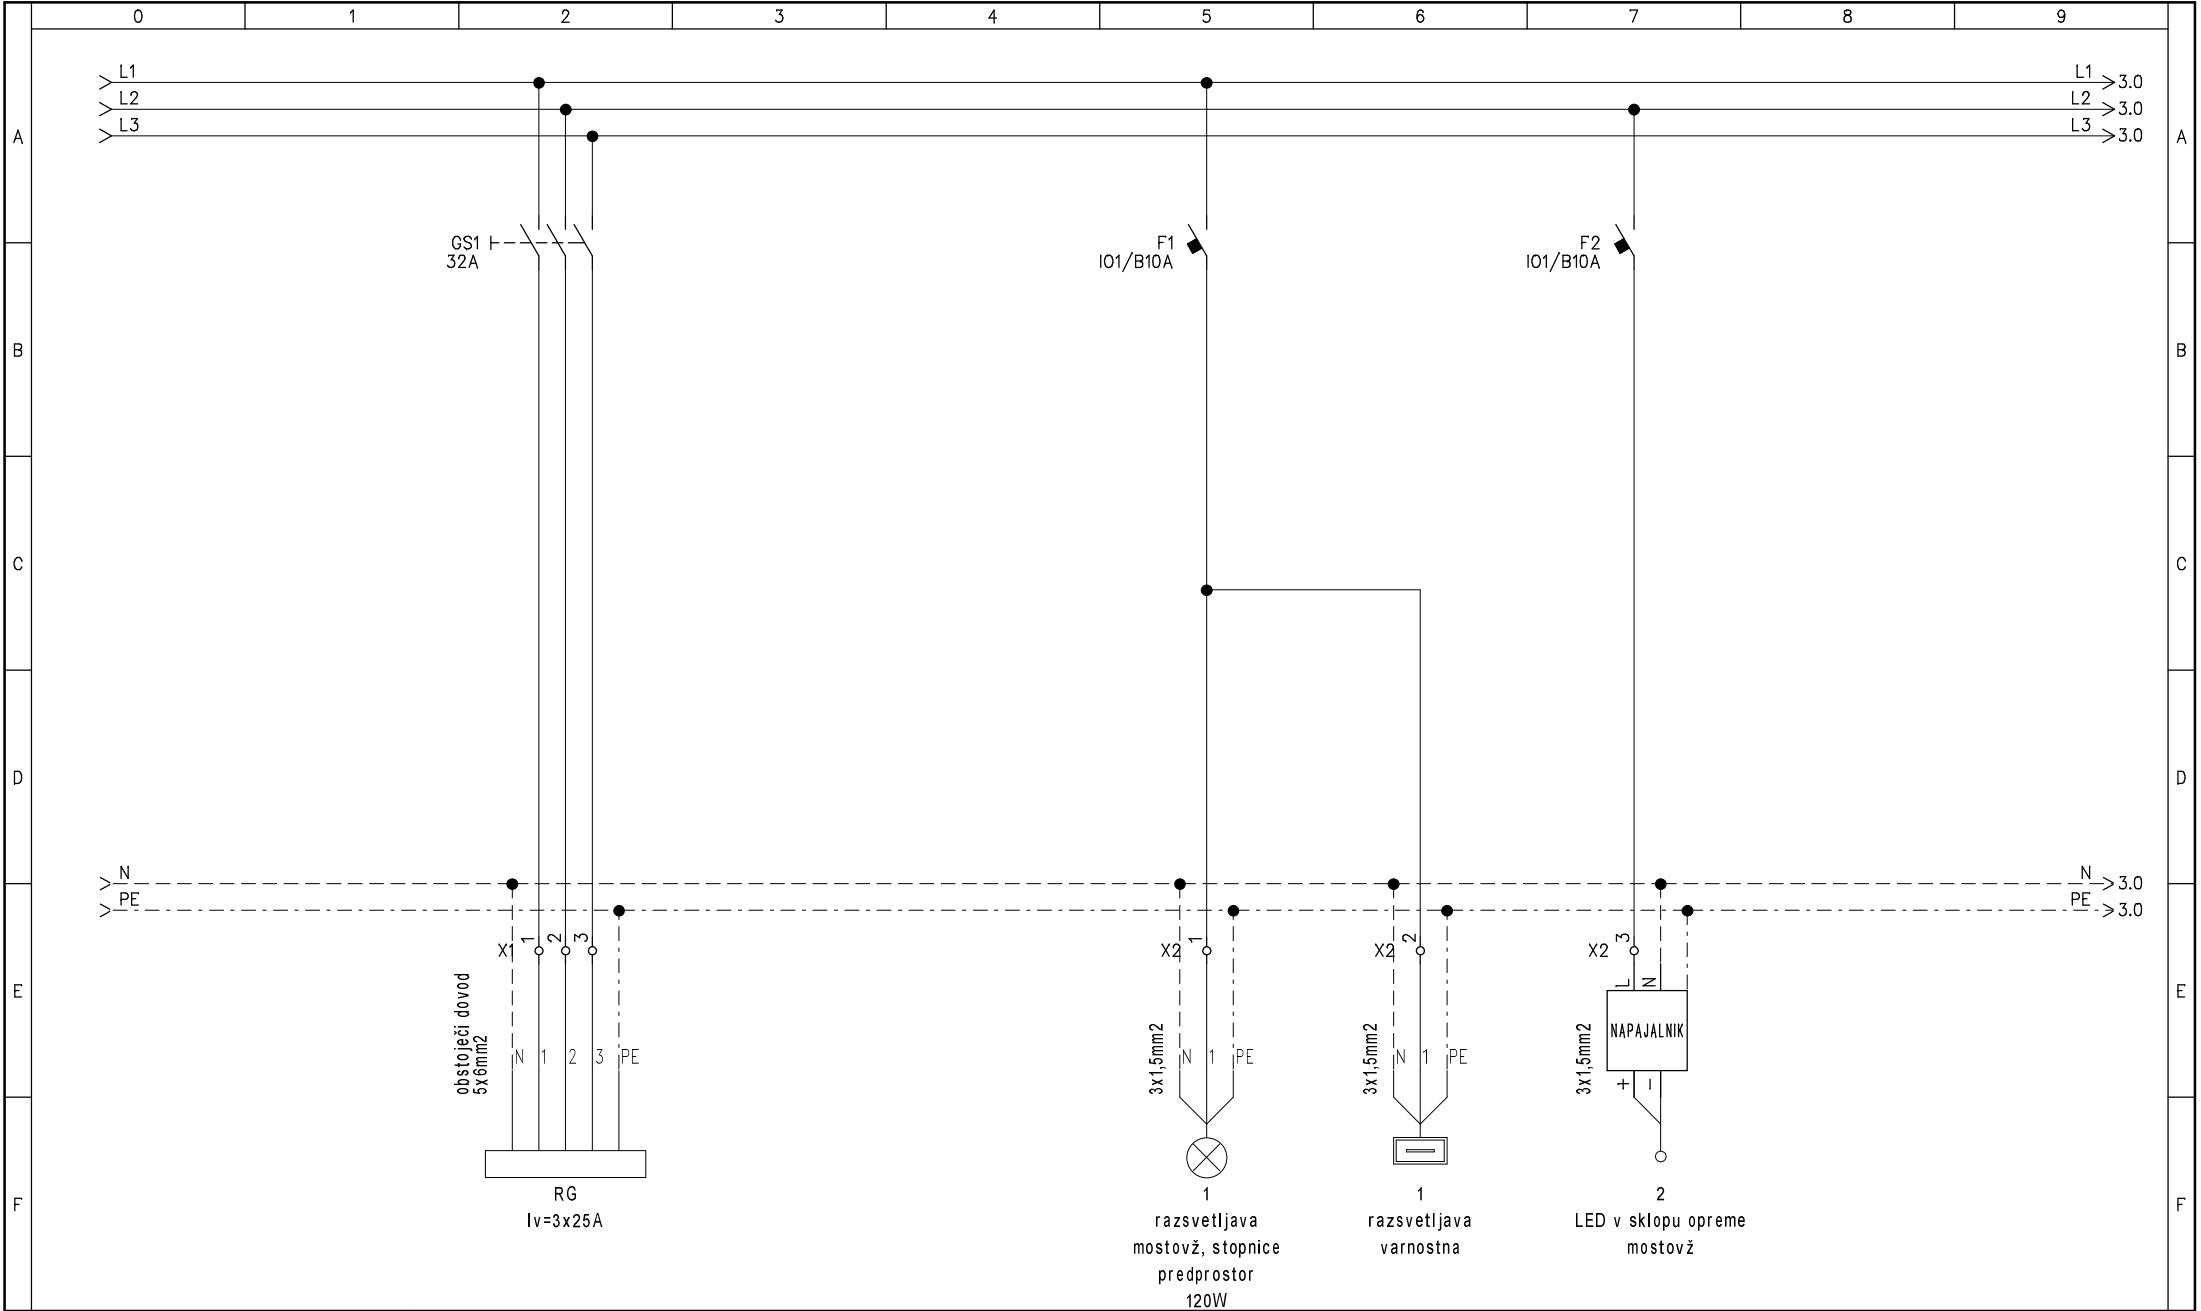 0 1 2 3 4 5 6 7 8 9
L1 L1 3.0
L2 L2 3.0
L3 L3 3.0
A A
GS1 F1 F2
32A IO1/B10A IO1/B10A
B B
C C
D D
N N 3.0
PE PE 3.0
X1 1 2 3 X2 1 X2 2 X2 3
L N
E E
obstoječi dovod
5x6mm2
N 1 2 3 PE
3x1,5mm2
N 1 PE
3x1,5mm2
N 1 PE
3x1,5mm2
NAPAJALNIK
+ −
F F
RG
Iv=3x25A
1
razsvetljava
mostovž, stopnice
predprostor
120W
1
razsvetljava
varnostna
2
LED v sklopu opreme
mostovž